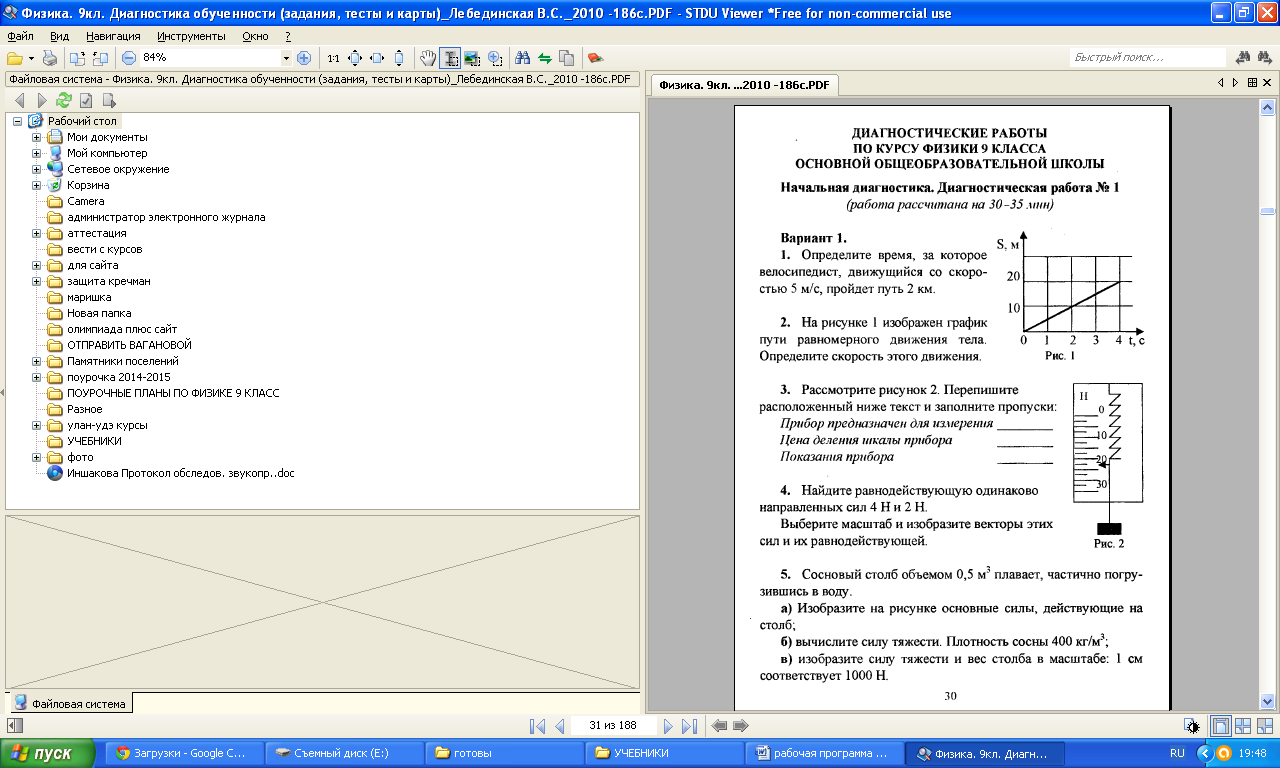 Физика. 9кл. Диагностика обученности (задания, тесты и карты)_Лебединская В.С._2010 -186с.PDF - STDU Viewer *Free for non-commercial use
Файл Вид Навигация Инструменты Окно ?
84% 1:1 Быстрый поиск...
Файловая система - Физика. 9кл. Диагностика обученности (задания, тесты и карты)_Лебединская В.С._2010 -186с.PDF
Рабочий стол
Мои документы
Мой компьютер
Сетевое окружение
Корзина
Camera
администратор электронного журнала
аттестация
вести с курсов
для сайта
защита кречман
маришка
Новая папка
олимпиада плюс сайт
ОТПРАВИТЬ ВАГАНОВОЙ
Памятники поселений
поурочка 2014-2015
ПОУРОЧНЫЕ ПЛАНЫ ПО ФИЗИКЕ 9 КЛАСС
Разное
улан-удэ курсы
УЧЕБНИКИ
фото
Иншакова Протокол обследов. звукопр..doc
Файловая система
Физика. 9кл. ...2010 -186с.PDF
ДИАГНОСТИЧЕСКИЕ РАБОТЫ
ПО КУРСУ ФИЗИКИ 9 КЛАССА
ОСНОВНОЙ ОБЩЕОБРАЗОВАТЕЛЬНОЙ ШКОЛЫ
Начальная диагностика. Диагностическая работа № 1
(работа рассчитана на 30–35 мин)
Вариант 1.
1. Определите время, за которое
велосипедист, движущийся со скоро-
стью 5 м/с, пройдет путь 2 км.
2. На рисунке 1 изображен график
пути равномерного движения тела.
Определите скорость этого движения.
S, м
20
10
0 1 2 3 4 t, с
Рис. 1
3. Рассмотрите рисунок 2. Перепишите
расположенный ниже текст и заполните пропуски:
Прибор предназначен для измерения ________
Цена деления шкалы прибора ________
Показания прибора ________
Н
0
10
20
30
Рис. 2
4. Найдите равнодействующую одинаково
направленных сил 4 Н и 2 Н.
Выберите масштаб и изобразите векторы этих
сил и их равнодействующей.
5. Сосновый столб объемом 0,5 м³ плавает, частично погру-
зившись в воду.
а) Изобразите на рисунке основные силы, действующие на
столб;
б) вычислите силу тяжести. Плотность сосны 400 кг/м³;
в) изобразите силу тяжести и вес столба в масштабе: 1 см
соответствует 1000 Н.
30
31 из 188
пуск Загрузки - Google C... Съемный диск (E:) готовы УЧЕБНИКИ рабочая программа ... Физика. 9кл. Диагн... RU 19:48